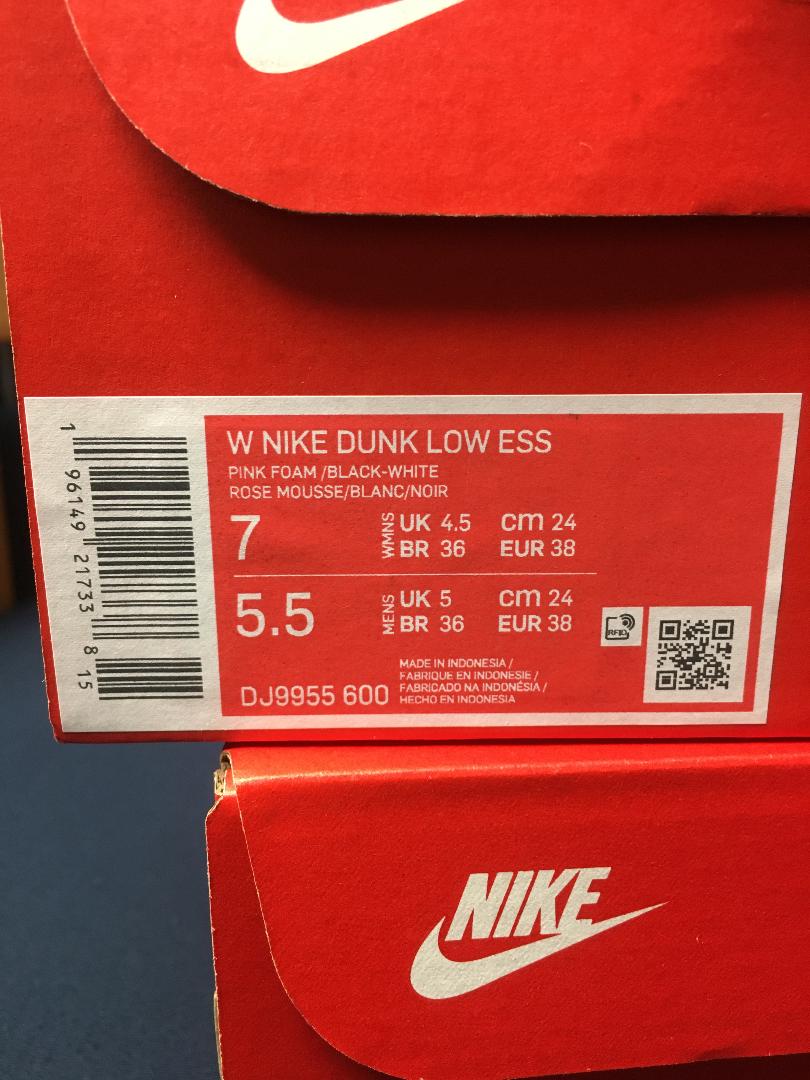 W NIKE DUNK LOW ESS
PINK FOAM /BLACK-WHITE
ROSE MOUSSE/BLANC/NOIR
7 WMNS UK 4.5 cm 24
BR 36 EUR 38
5.5 MENS UK 5 cm 24
BR 36 EUR 38
RFID
DJ9955 600
MADE IN INDONESIA /
FABRIQUE EN INDONESIE /
FABRICADO NA INDONÉSIA /
HECHO EN INDONESIA
1 96149 21733 8 15
NIKE